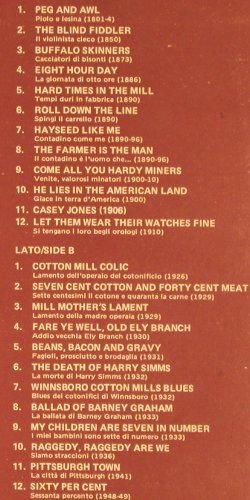 1. PEG AND AWL
Piolo e lesina (1801-4)
2. THE BLIND FIDDLER
Il violinista cieco (1850)
3. BUFFALO SKINNERS
Cacciatori di bisonti (1873)
4. EIGHT HOUR DAY
La giornata di otto ore (1886)
5. HARD TIMES IN THE MILL
Tempi duri in fabbrica (1890)
6. ROLL DOWN THE LINE
Spingi il carrello (1890)
7. HAYSEED LIKE ME
Contadino come me (1890-96)
8. THE FARMER IS THE MAN
Il contadino é l'uomo che... (1890-96)
9. COME ALL YOU HARDY MINERS
Venite, valorosi minatori (1900-10)
10. HE LIES IN THE AMERICAN LAND
Giace in terra d'America (1900)
11. CASEY JONES (1906)
12. LET THEM WEAR THEIR WATCHES FINE
Si tengano i loro begli orologi (1910)
LATO/SIDE B
1. COTTON MILL COLIC
Lamento dell'operaio del cotonificio (1926)
2. SEVEN CENT COTTON AND FORTY CENT MEAT
Sette centesimi il cotone e quaranta la carne (1929)
3. MILL MOTHER'S LAMENT
Lamento della madre operaia (1929)
4. FARE YE WELL, OLD ELY BRANCH
Addio vecchia Ely Branch (1930)
5. BEANS, BACON AND GRAVY
Fagioli, prosciutto e brodaglia (1931)
6. THE DEATH OF HARRY SIMMS
La morte di Harry Simms (1932)
7. WINNSBORO COTTON MILLS BLUES
Blues dei cotonifici di Winnsboro (1932)
8. BALLAD OF BARNEY GRAHAM
La ballata di Barney Graham (1933)
9. MY CHILDREN ARE SEVEN IN NUMBER
I miei bambini sono sette di numero (1933)
10. RAGGEDY, RAGGEDY ARE WE
Siamo straccioni (1936)
11. PITTSBURGH TOWN
La città di Pittsburgh (1941)
12. SIXTY PER CENT
Sessanta percento (1948-49)